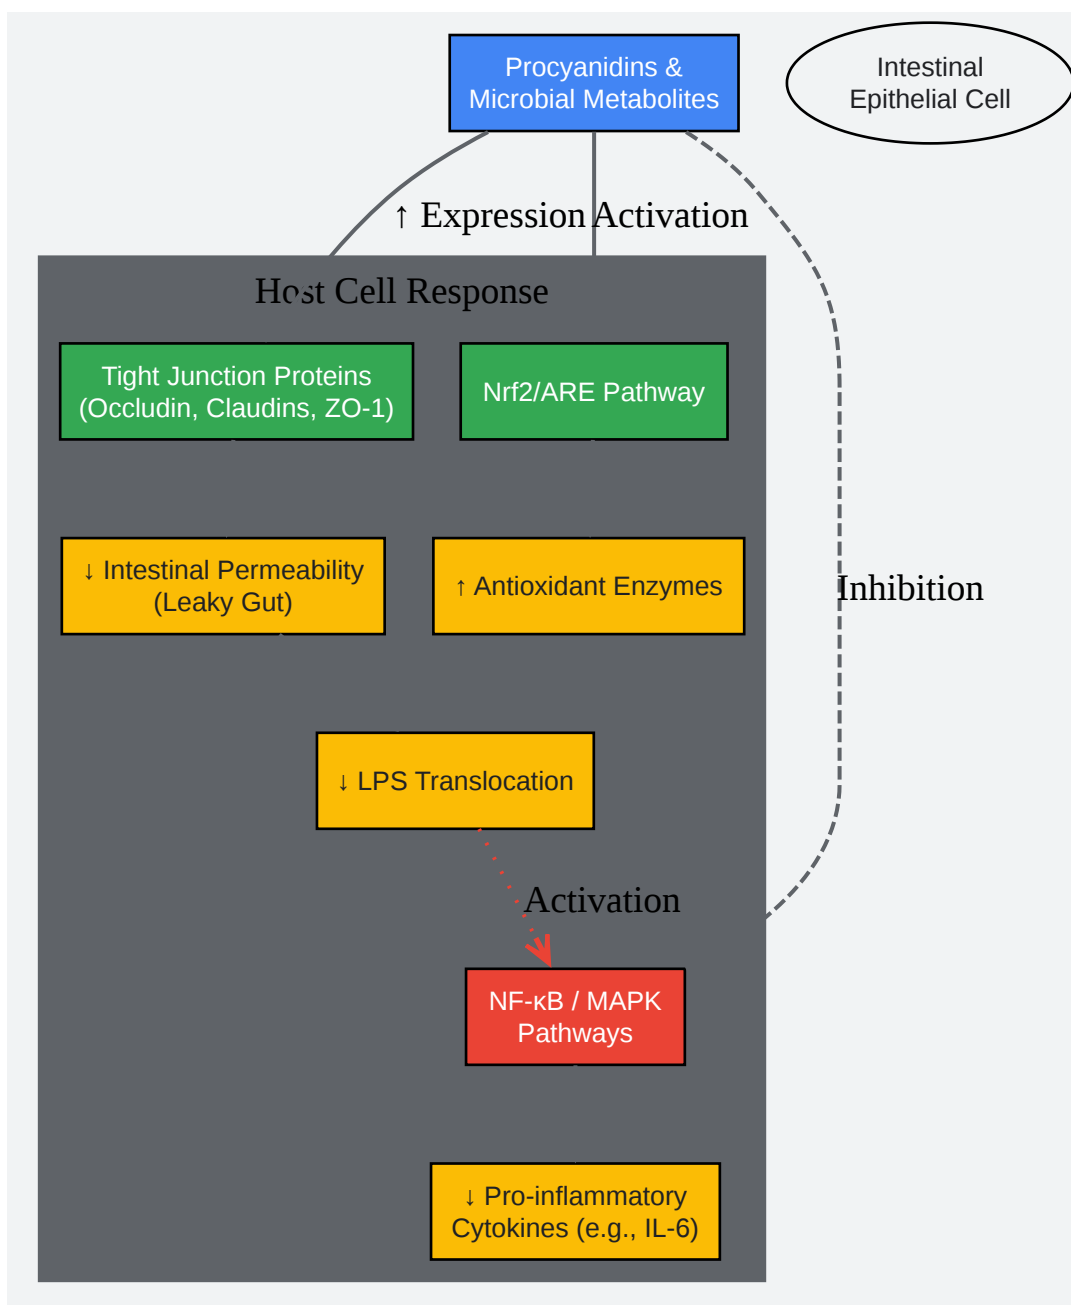 Procyanidins &
Microbial Metabolites
Intestinal
Epithelial Cell
↑ Expression
Activation
Host Cell Response
Tight Junction Proteins
(Occludin, Claudins, ZO-1)
Nrf2/ARE Pathway
↓ Intestinal Permeability
(Leaky Gut)
↑ Antioxidant Enzymes
Inhibition
↓ LPS Translocation
Activation
NF-κB / MAPK
Pathways
↓ Pro-inflammatory
Cytokines (e.g., IL-6)